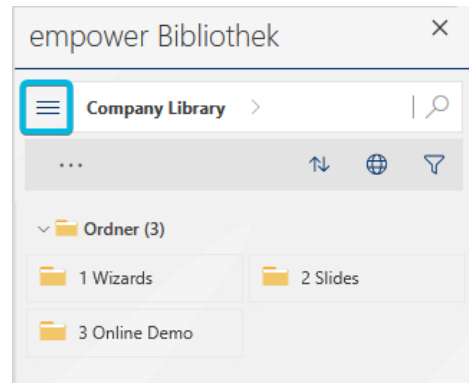 empower Bibliothek
Company Library
Ordner (3)
1 Wizards
2 Slides
3 Online Demo